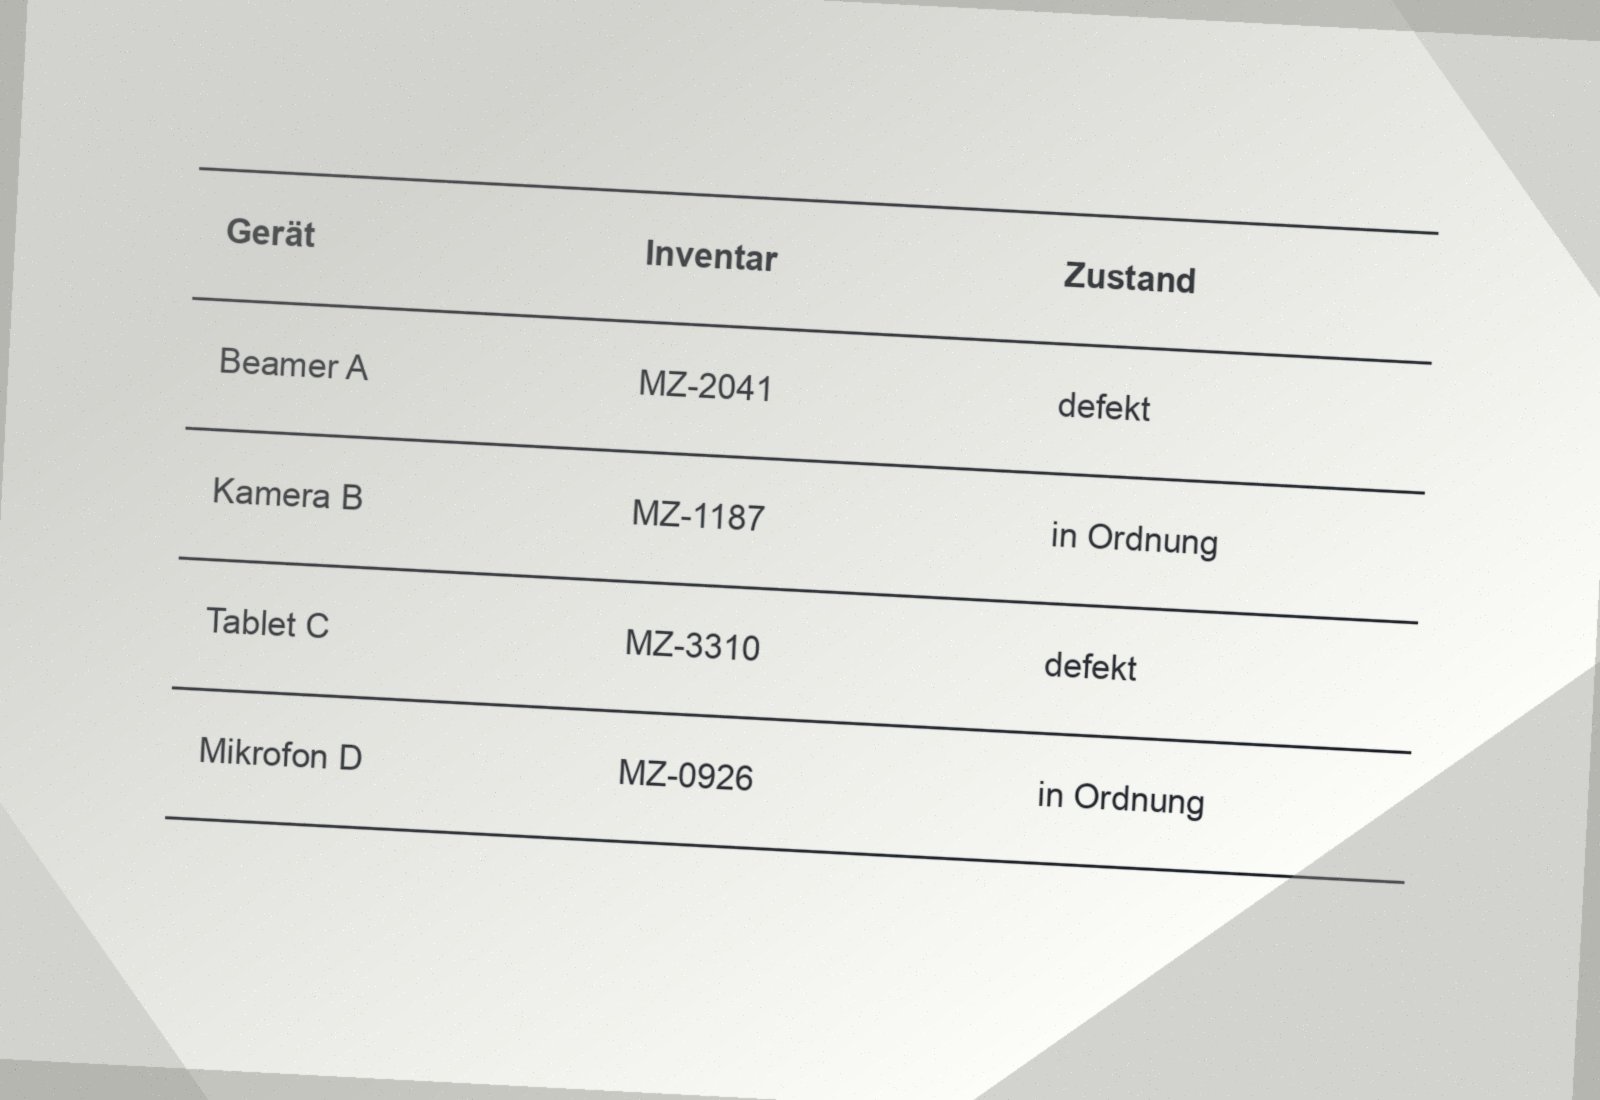 Gerät Inventar Zustand
Beamer A MZ-2041 defekt
Kamera B MZ-1187 in Ordnung
Tablet C MZ-3310 defekt
Mikrofon D MZ-0926 in Ordnung